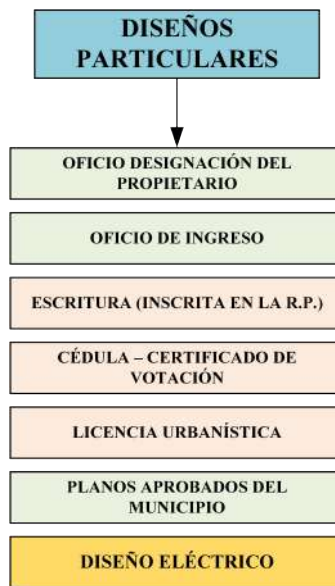 DISEÑOS
PARTICULARES
OFICIO DESIGNACIÓN DEL
PROPIETARIO
OFICIO DE INGRESO
ESCRITURA (INSCRITA EN LA R.P.)
CÉDULA – CERTIFICADO DE
VOTACIÓN
LICENCIA URBANÍSTICA
PLANOS APROBADOS DEL
MUNICIPIO
DISEÑO ELÉCTRICO